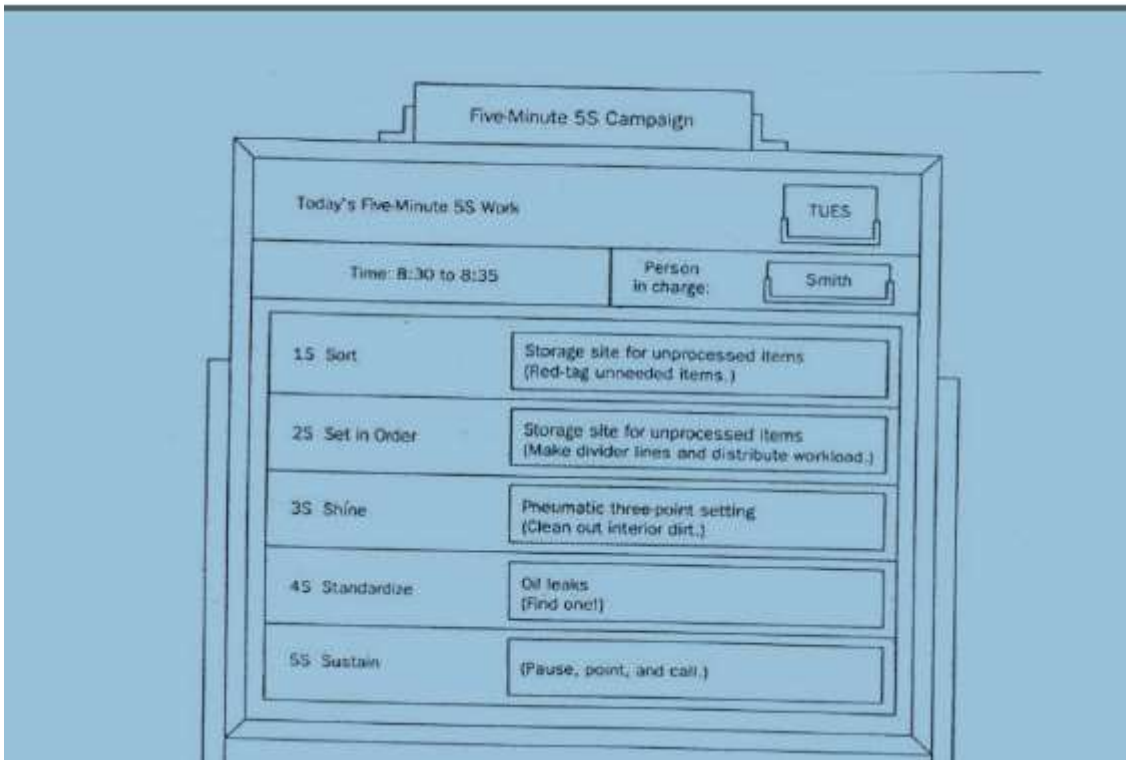 Five-Minute 5S Campaign
Today's Five-Minute 5S Work
TUES
Time: 8:30 to 8:35
Person
in charge:
Smith
1S Sort
Storage site for unprocessed items
(Red-tag unneeded items.)
2S Set in Order
Storage site for unprocessed items
(Make divider lines and distribute workload.)
3S Shine
Pneumatic three-point setting
(Clean out interior dirt.)
4S Standardize
Oil leaks
(Find one!)
5S Sustain
(Pause, point, and call.)